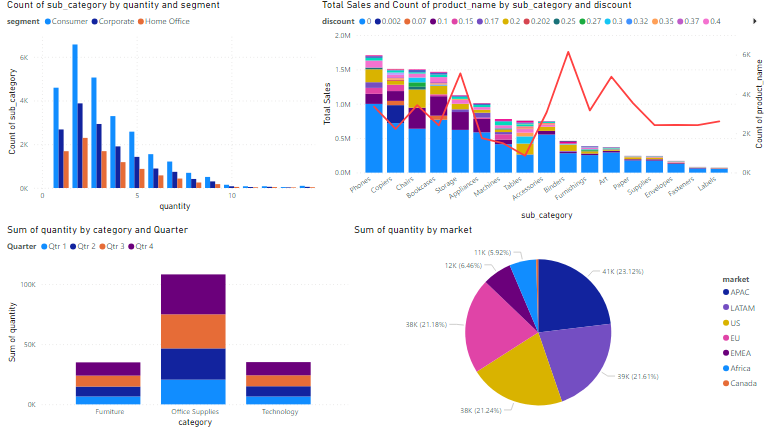 Count of sub_category by quantity and segment
segment Consumer Corporate Home Office
Count of sub_category
6K
4K
2K
0K
0
5
10
quantity
Total Sales and Count of product_name by sub_category and discount
discount 0 0.002 0.07 0.1 0.15 0.17 0.2 0.202 0.25 0.27 0.3 0.32 0.35 0.37 0.4
Total Sales
2.0M
1.5M
1.0M
0.5M
0.0M
6K
4K
2K
0K
Count of product_name
Phones
Copiers
Chairs
Bookcases
Storage
Appliances
Machines
Tables
Accessories
Binders
Furnishings
Art
Paper
Supplies
Envelopes
Fasteners
Labels
sub_category
Sum of quantity by category and Quarter
Quarter Qtr 1 Qtr 2 Qtr 3 Qtr 4
Sum of quantity
100K
50K
0K
Furniture
Office Supplies
Technology
category
Sum of quantity by market
11K (5.92%)
12K (6.46%)
41K (23.12%)
38K (21.18%)
39K (21.61%)
38K (21.24%)
market
APAC
LATAM
US
EU
EMEA
Africa
Canada